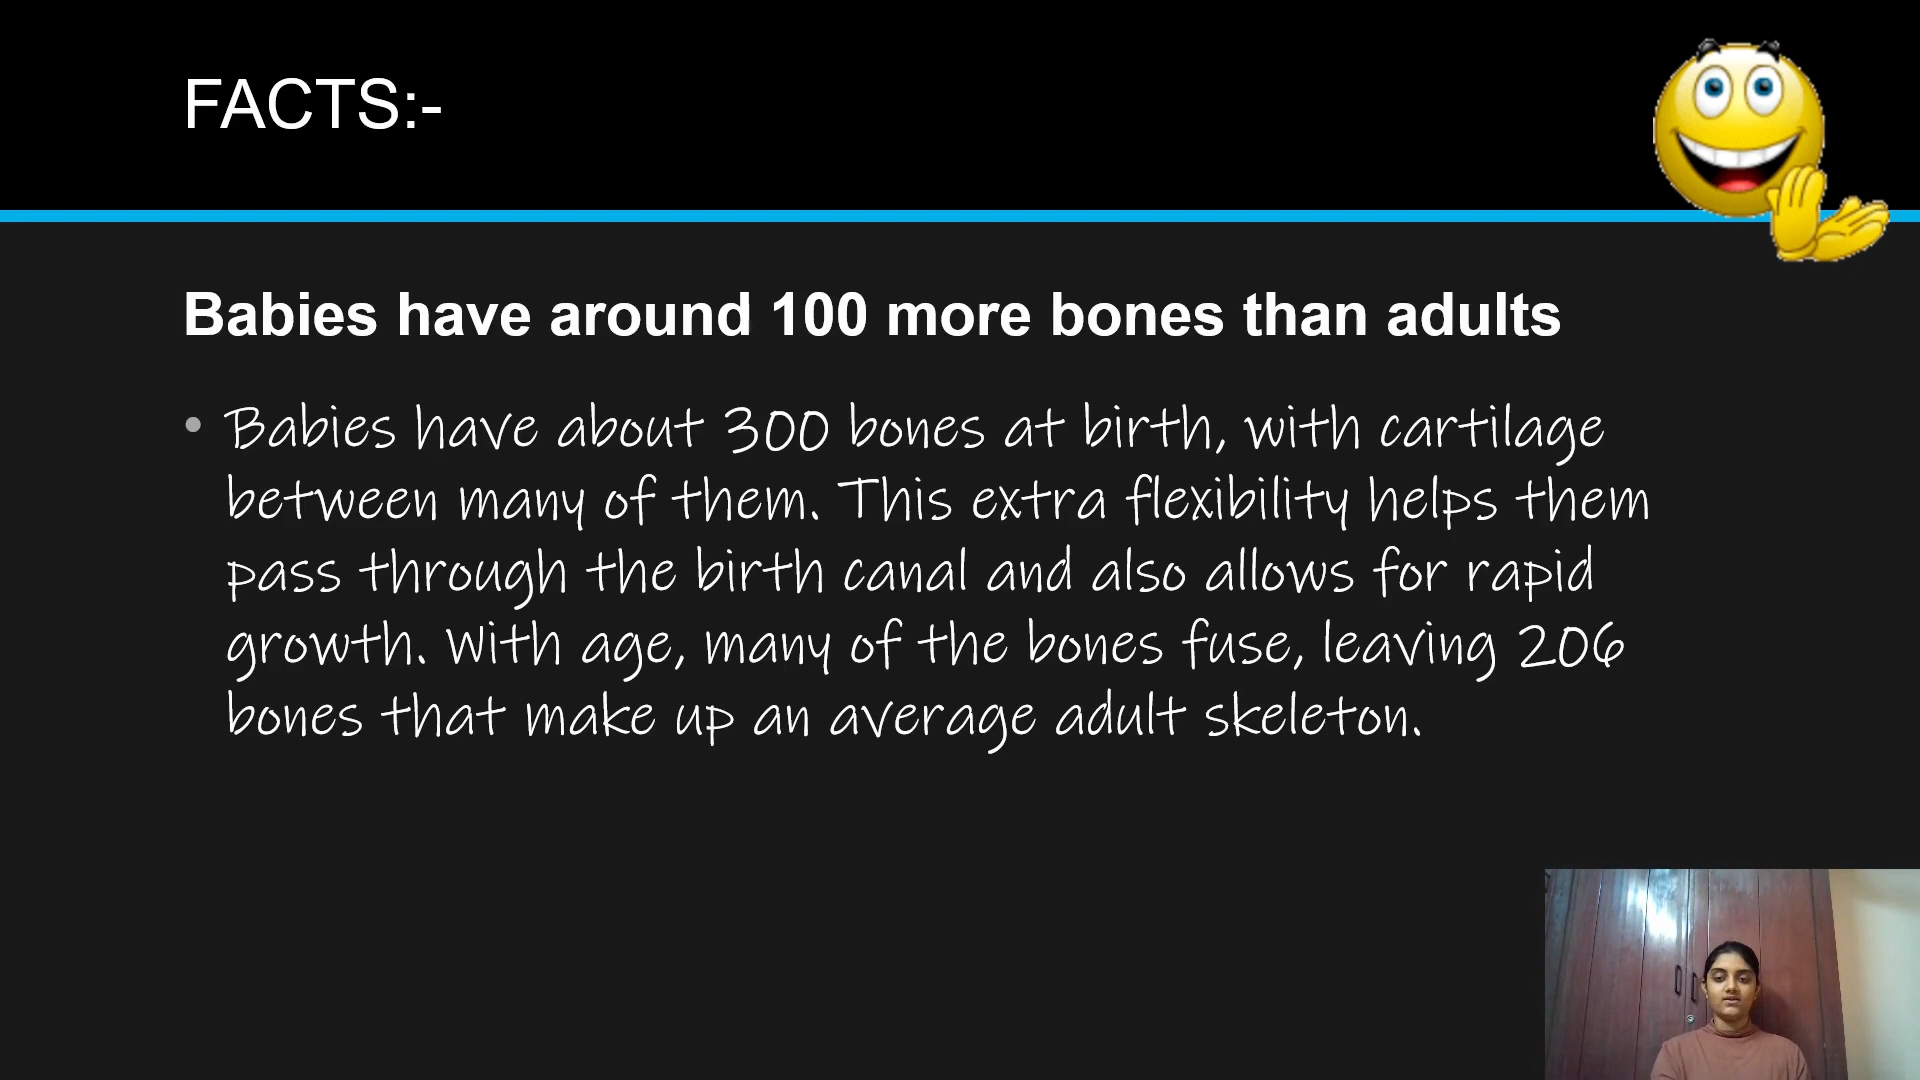 FACTS:-
Babies have around 100 more bones than adults
• Babies have about 300 bones at birth, with cartilage
between many of them. This extra flexibility helps them
pass through the birth canal and also allows for rapid
growth. With age, many of the bones fuse, leaving 206
bones that make up an average adult skeleton.